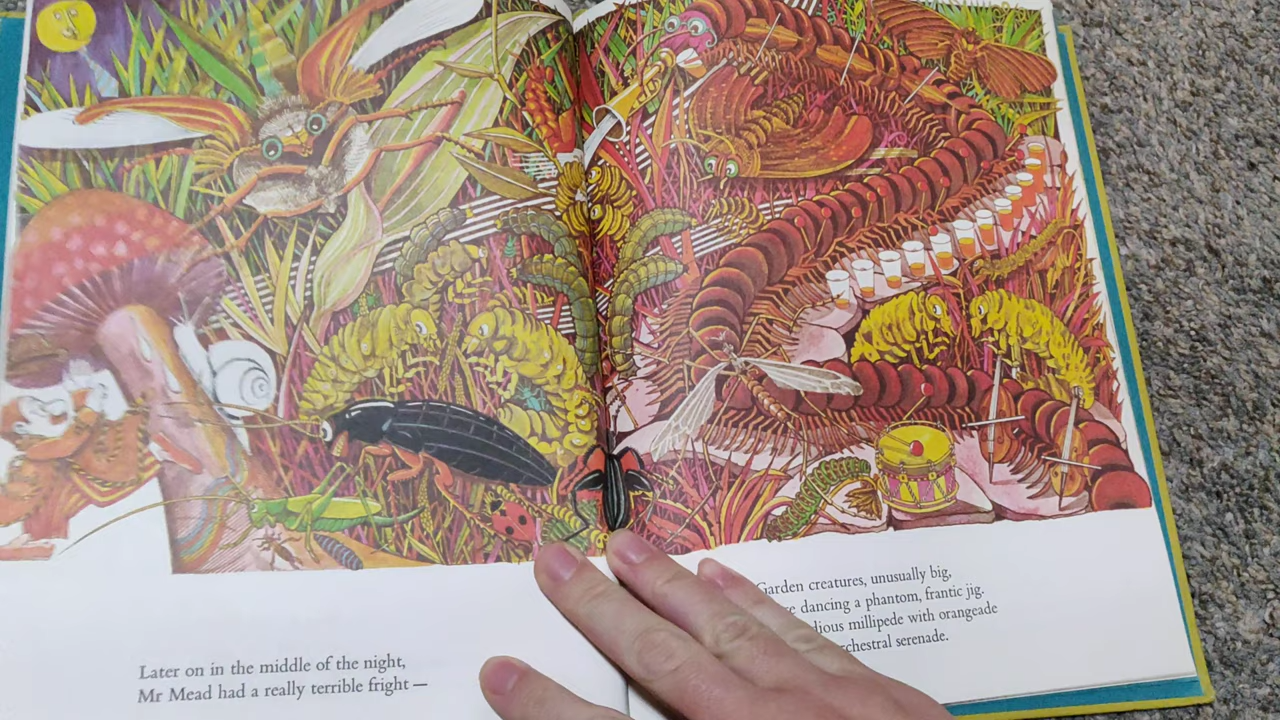 Later on in the middle of the night,
Mr Mead had a really terrible fright —
Garden creatures, unusually big,
dancing a phantom, frantic jig.
millipede with orangeade
serenade.